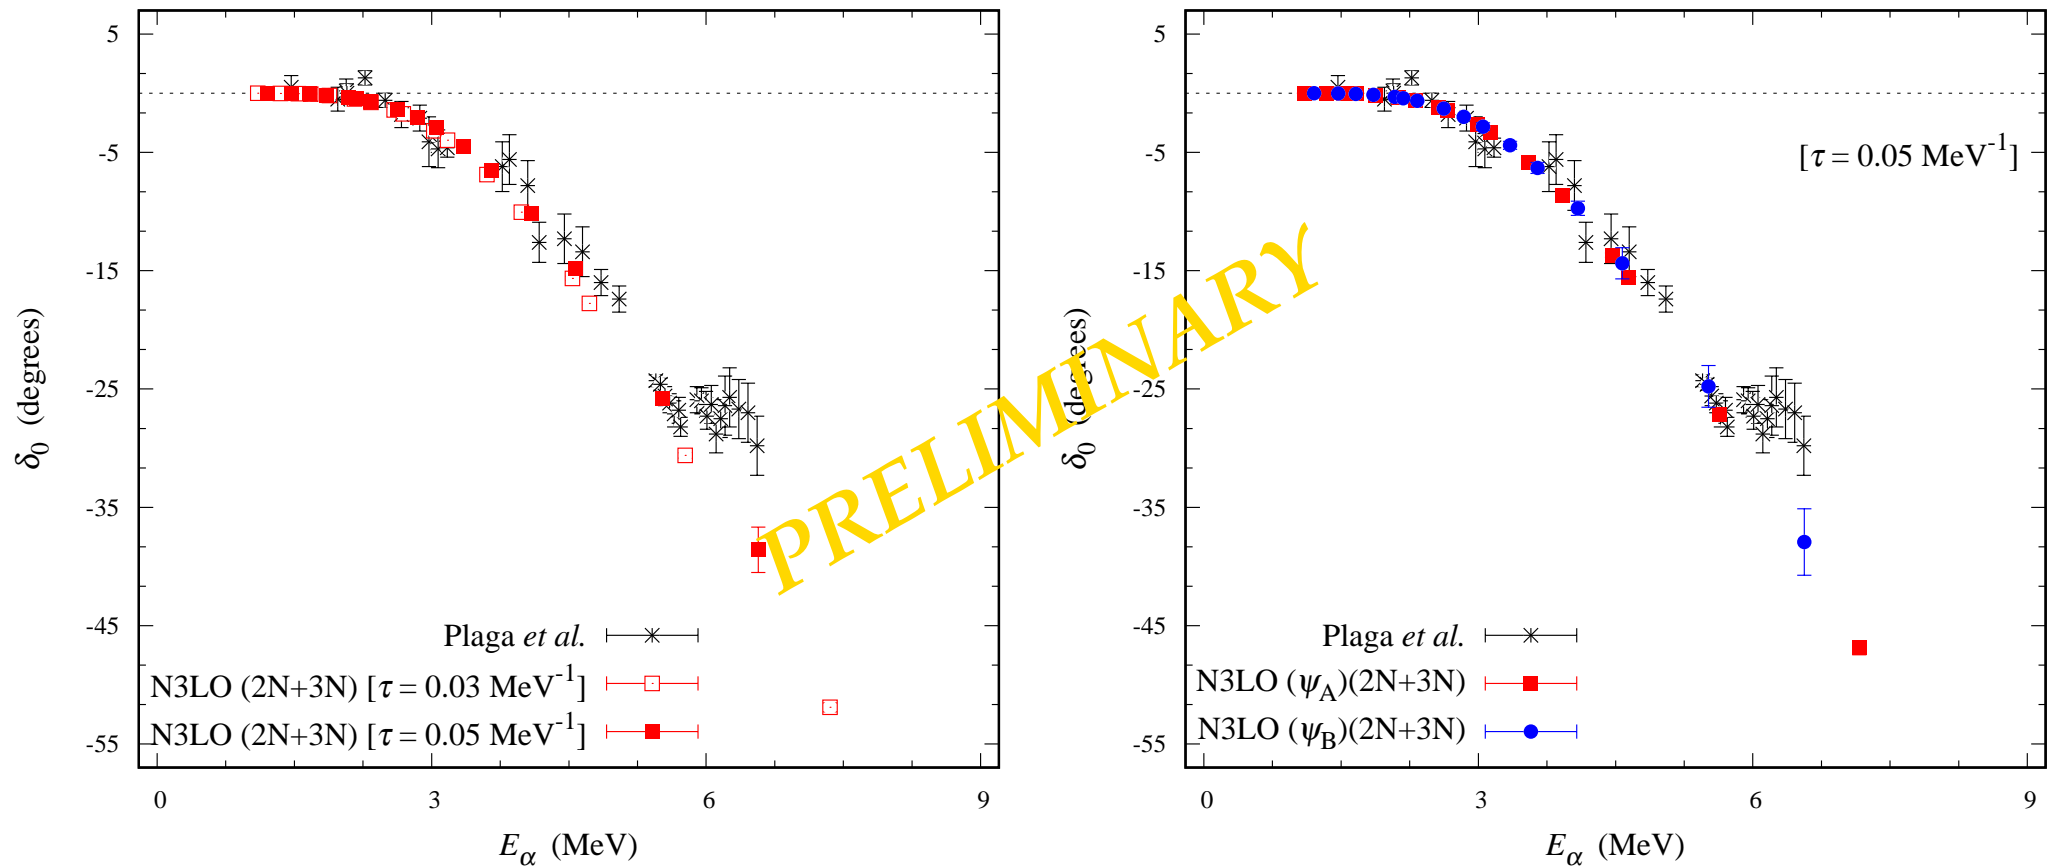 5
-5
-15
-25
-35
-45
-55
0
3
6
9
δ0 (degrees)
Eα (MeV)
Plaga et al.
N3LO (2N+3N) [τ = 0.03 MeV-1]
N3LO (2N+3N) [τ = 0.05 MeV-1]
PRELIMINARY
5
-5
-15
-25
-35
-45
-55
0
3
6
9
δ0 (degrees)
Eα (MeV)
[τ = 0.05 MeV-1]
Plaga et al.
N3LO (ψA)(2N+3N)
N3LO (ψB)(2N+3N)